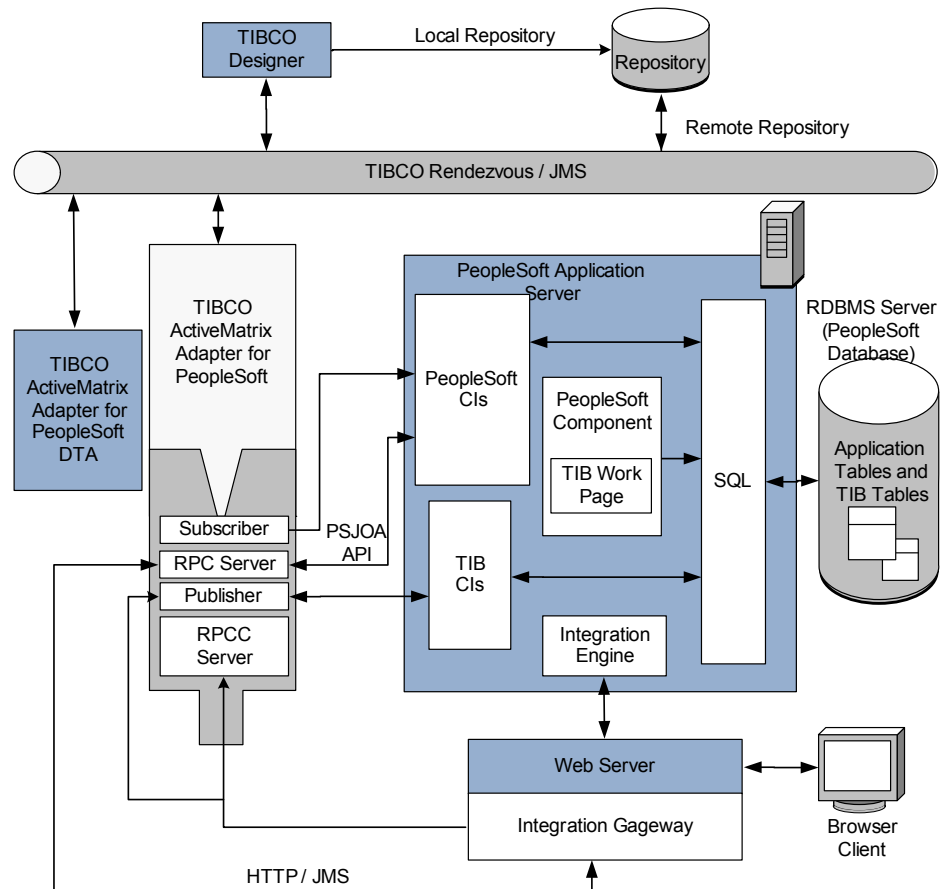 TIBCO
Designer
Local Repository
Repository
Remote Repository
TIBCO Rendezvous / JMS
PeopleSoft Application
Server
RDBMS Server
(PeopleSoft
Database)
TIBCO
ActiveMatrix
Adapter for
PeopleSoft
TIBCO
ActiveMatrix
Adapter for
PeopleSoft
DTA
PeopleSoft
CIs
PeopleSoft
Component
TIB Work
Page
SQL
Application
Tables and
TIB Tables
Subscriber
RPC Server
Publisher
RPCC
Server
PSJOA
API
TIB
CIs
Integration
Engine
Web Server
Integration Gageway
Browser
Client
HTTP / JMS